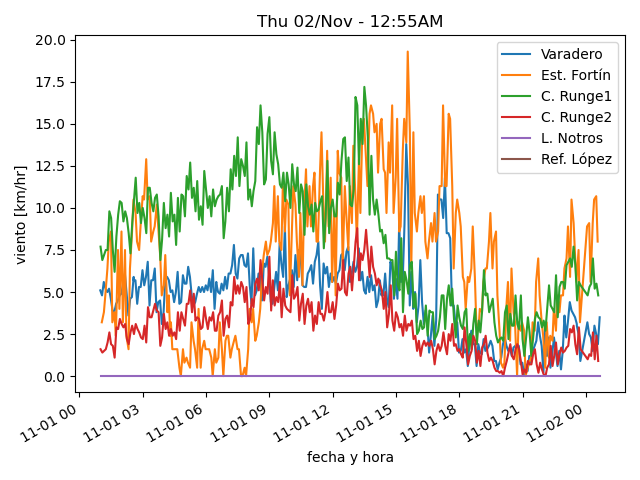 Thu 02/Nov - 12:55AM
20.0
17.5
15.0
12.5
10.0
7.5
5.0
2.5
0.0
viento [km/hr]
Varadero
Est. Fortín
C. Runge1
C. Runge2
L. Notros
Ref. López
11-01 00
11-01 03
11-01 06
11-01 09
11-01 12
11-01 15
11-01 18
11-01 21
11-02 00
fecha y hora